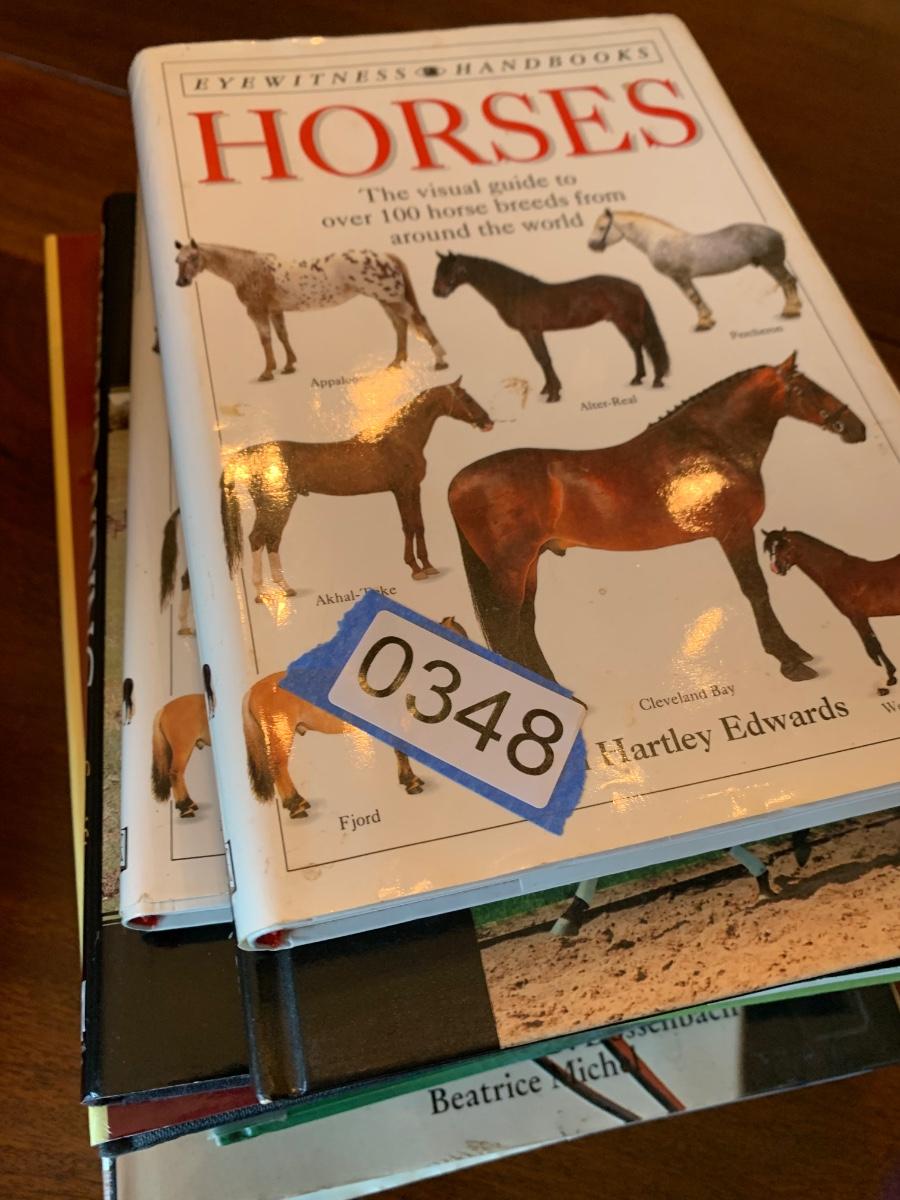 EYEWITNESS HANDBOOKS
HORSES
The visual guide to
over 100 horse breeds from
around the world
Percheron
Alter-Real
Akhal-Teke
Cleveland Bay
0348
Hartley Edwards
Fjord
Beatrice Michel